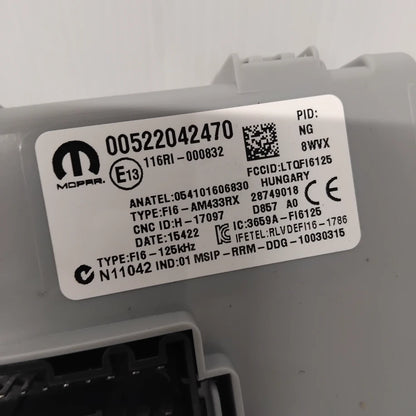 00522042470
PID:
NG
8WVX
MOPAR.
E13
116RI-000832
FCCID:LTQFI6125
ANATEL:054101606830
HUNGARY
TYPE:FI6-AM433RX
28749018
CNC ID:H-17097
D857 A0
DATE:15422
IC:3659A-FI6125
TYPE:FI6-125kHz
IFETEL:RLVDEFI16-1786
N11042 IND:01 MSIP-RRM-DDG-10030315